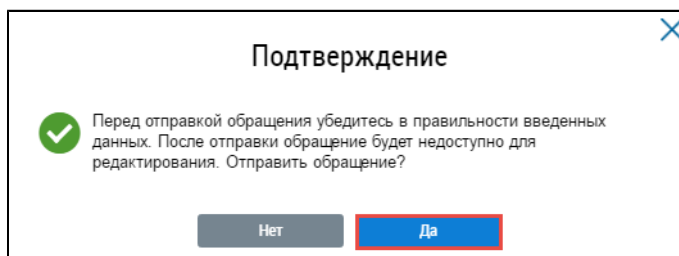 Подтверждение
Перед отправкой обращения убедитесь в правильности введенных
данных. После отправки обращение будет недоступно для
редактирования. Отправить обращение?
Нет
Да